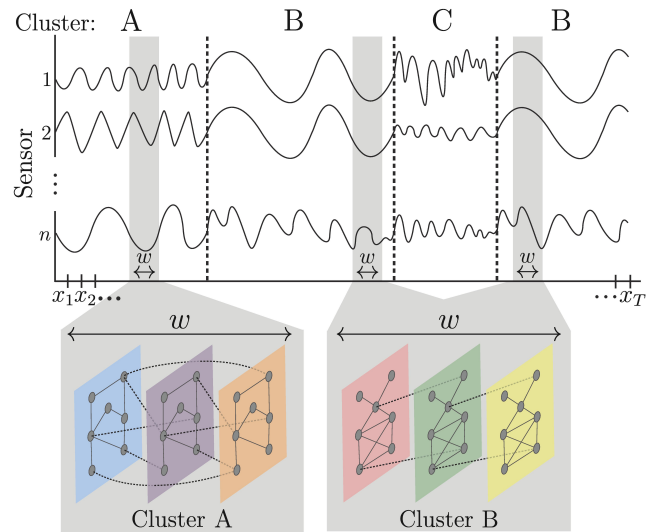 Cluster: A B C B
1
2
Sensor
⋮
n
w w w
x1 x2 ... ... xT
w w
Cluster A Cluster B